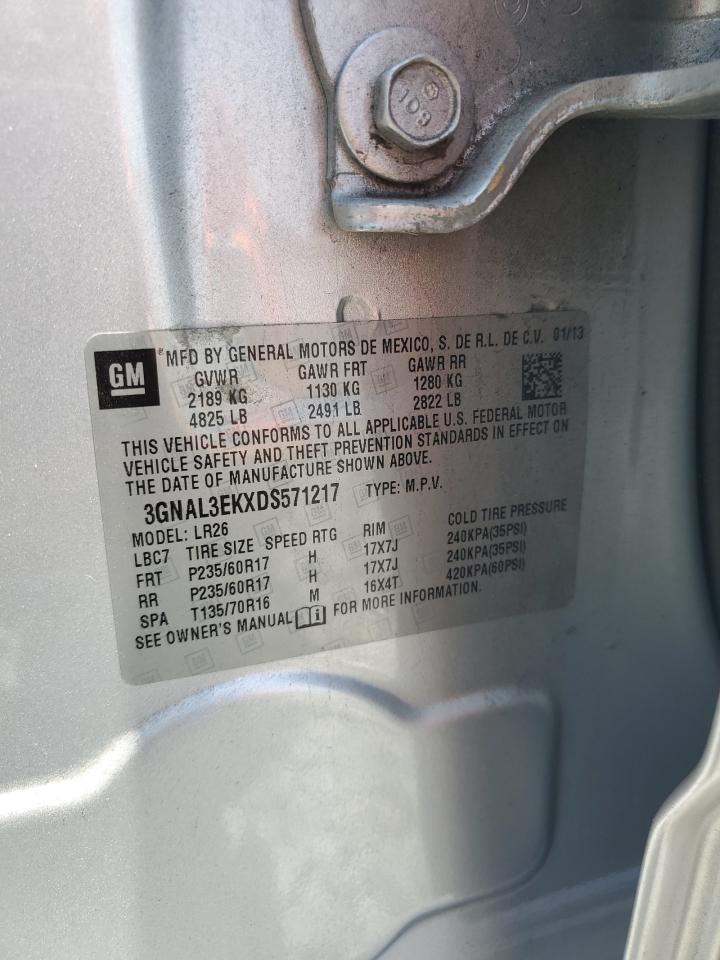 109
GM
®MFD BY GENERAL MOTORS DE MEXICO, S. DE R.L. DE C.V. 01/13
GVWR GAWR FRT GAWR RR
2189 KG 1130 KG 1280 KG
4825 LB 2491 LB 2822 LB
THIS VEHICLE CONFORMS TO ALL APPLICABLE U.S. FEDERAL MOTOR
VEHICLE SAFETY AND THEFT PREVENTION STANDARDS IN EFFECT ON
THE DATE OF MANUFACTURE SHOWN ABOVE.
3GNAL3EKXDS571217 TYPE: M.P.V.
MODEL: LR26
LBC7 TIRE SIZE SPEED RTG RIM COLD TIRE PRESSURE
FRT P235/60R17 H 17X7J 240KPA(35PSI)
RR P235/60R17 H 17X7J 240KPA(35PSI)
SPA T135/70R16 M 16X4T 420KPA(60PSI)
SEE OWNER'S MANUAL FOR MORE INFORMATION.